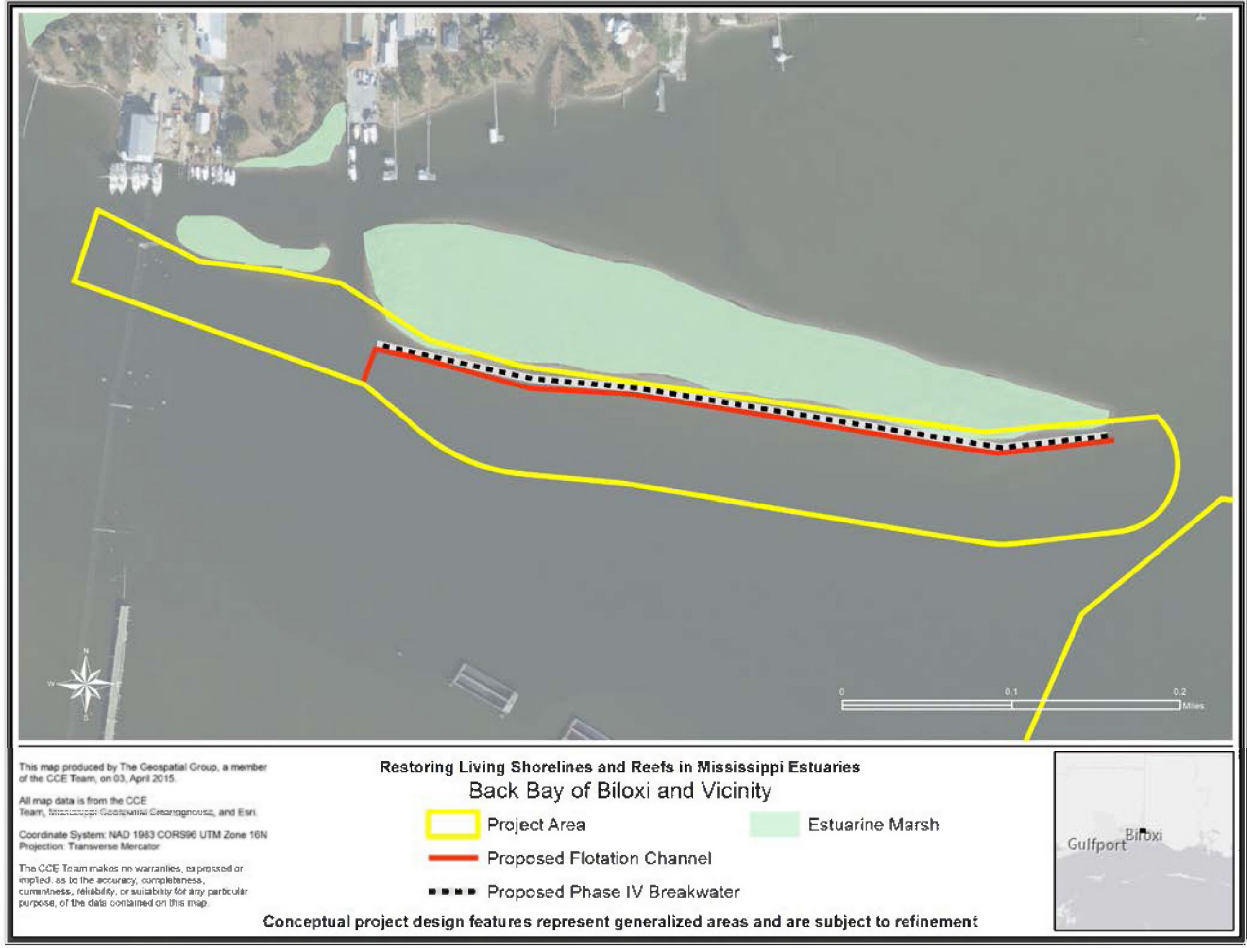 N
W
S
0
0.1
0.2
Miles
This map produced by The Geospatial Group, a member
of the CCE Team, on 03, April 2015.
All map data is from the CCE
Team, Mississippi Geospatial Clearinghouse, and Esri.
Coordinate System: NAD 1983 CORS96 UTM Zone 16N
Projection: Transverse Mercator
The CCE Team makes no warranties, expressed or
implied, as to the accuracy, completeness,
currentness, reliability, or suitability for any particular
purpose, of the data contained on this map.
Restoring Living Shorelines and Reefs in Mississippi Estuaries
Back Bay of Biloxi and Vicinity
Project Area
Estuarine Marsh
Proposed Flotation Channel
Proposed Phase IV Breakwater
Conceptual project design features represent generalized areas and are subject to refinement
Biloxi
Gulfport